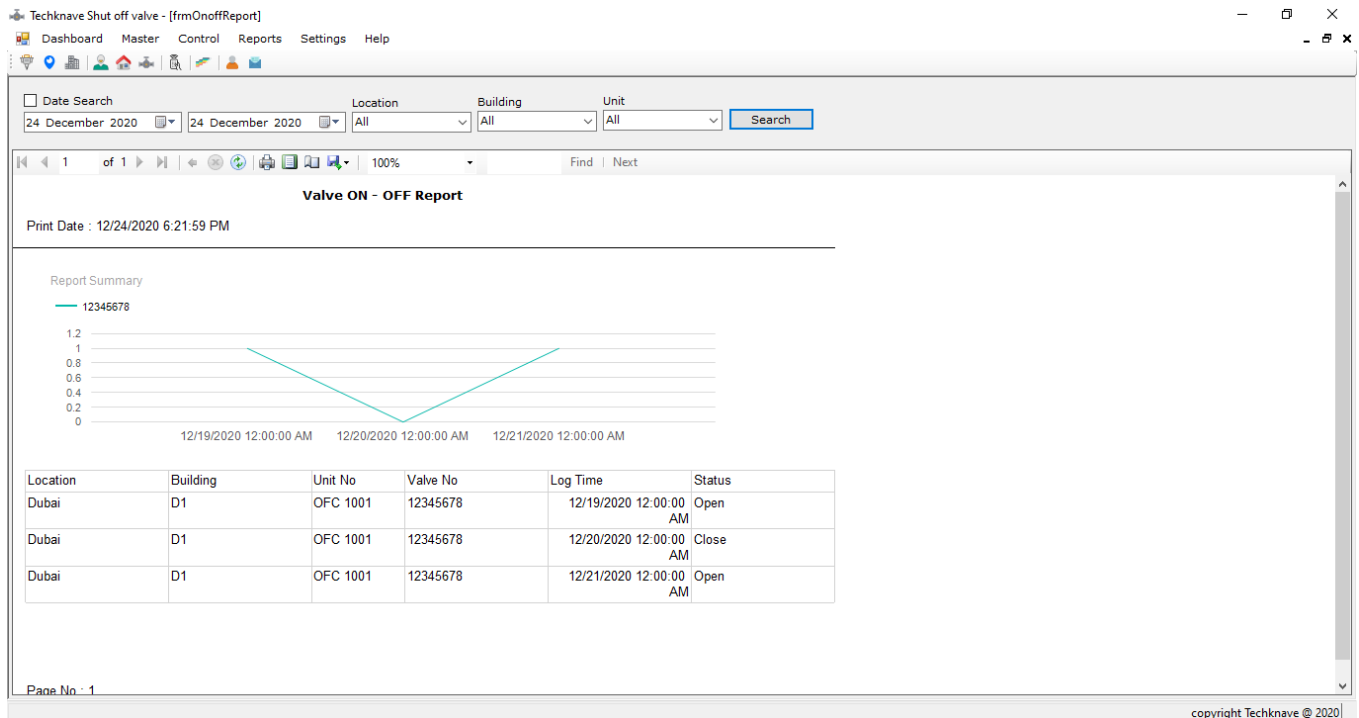 Techknave Shut off valve - [frmOnoffReport]
Dashboard Master Control Reports Settings Help
Date Search Location Building Unit
24 December 2020 24 December 2020 All All All Search
1 of 1 100% Find | Next
Valve ON - OFF Report
Print Date : 12/24/2020 6:21:59 PM
Report Summary
12345678
1.2
1
0.8
0.6
0.4
0.2
0
12/19/2020 12:00:00 AM 12/20/2020 12:00:00 AM 12/21/2020 12:00:00 AM
Location Building Unit No Valve No Log Time Status
Dubai D1 OFC 1001 12345678 12/19/2020 12:00:00 Open
AM
Dubai D1 OFC 1001 12345678 12/20/2020 12:00:00 Close
AM
Dubai D1 OFC 1001 12345678 12/21/2020 12:00:00 Open
AM
Page No : 1
copyright Techknave @ 2020